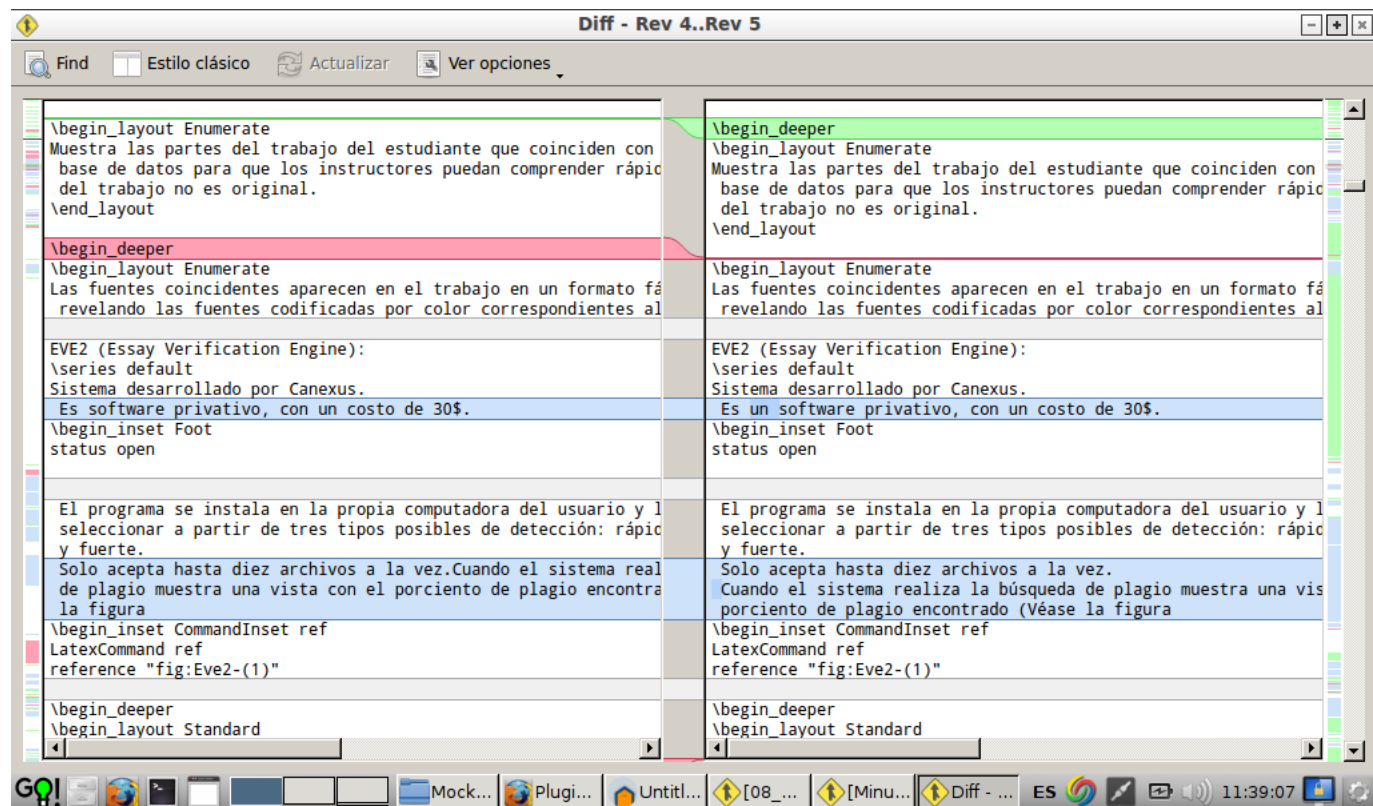 Diff - Rev 4..Rev 5
Find Estilo clásico Actualizar Ver opciones
\begin_layout Enumerate
Muestra las partes del trabajo del estudiante que coinciden con
base de datos para que los instructores puedan comprender rápid
del trabajo no es original.
\end_layout
\begin_deeper
\begin_layout Enumerate
Las fuentes coincidentes aparecen en el trabajo en un formato fá
revelando las fuentes codificadas por color correspondientes al
EVE2 (Essay Verification Engine):
\series default
Sistema desarrollado por Canexus.
Es software privativo, con un costo de 30$.
\begin_inset Foot
status open
El programa se instala en la propia computadora del usuario y l
seleccionar a partir de tres tipos posibles de detección: rápid
y fuerte.
Solo acepta hasta diez archivos a la vez.Cuando el sistema real
de plagio muestra una vista con el porciento de plagio encontra
la figura
\begin_inset CommandInset ref
LatexCommand ref
reference "fig:Eve2-(1)"
\begin_deeper
\begin_layout Standard
\begin_deeper
\begin_layout Enumerate
Muestra las partes del trabajo del estudiante que coinciden con
base de datos para que los instructores puedan comprender rápid
del trabajo no es original.
\end_layout
\begin_layout Enumerate
Las fuentes coincidentes aparecen en el trabajo en un formato fá
revelando las fuentes codificadas por color correspondientes al
EVE2 (Essay Verification Engine):
\series default
Sistema desarrollado por Canexus.
Es un software privativo, con un costo de 30$.
\begin_inset Foot
status open
El programa se instala en la propia computadora del usuario y l
seleccionar a partir de tres tipos posibles de detección: rápid
y fuerte.
Solo acepta hasta diez archivos a la vez.
Cuando el sistema realiza la búsqueda de plagio muestra una vis
porciento de plagio encontrado (Véase la figura
\begin_inset CommandInset ref
LatexCommand ref
reference "fig:Eve2-(1)"
\begin_deeper
\begin_layout Standard
GO! Mock... Plugi... Untitl... [08_... [Minu... Diff - ... ES 11:39:07